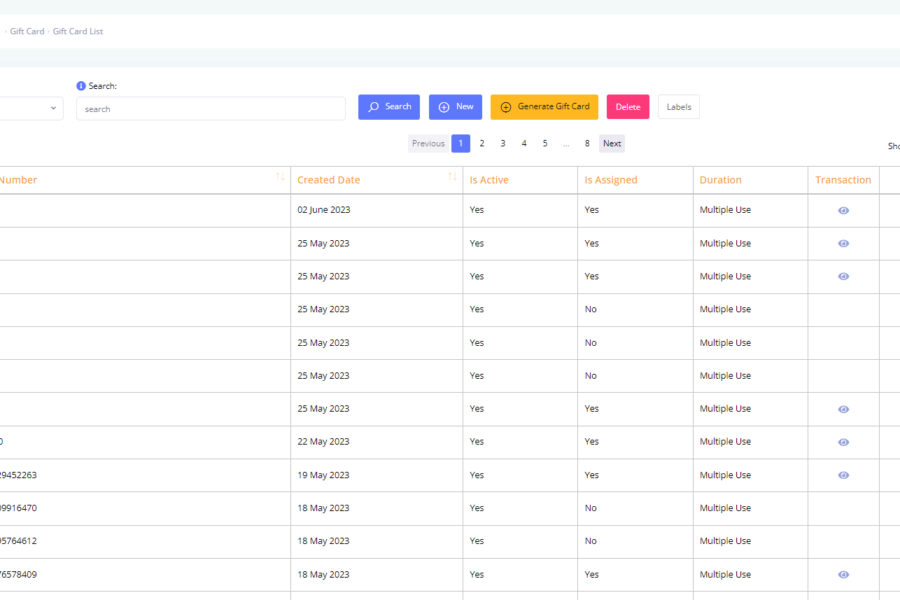 · Gift Card · Gift Card List
Search:
search
Search
New
Generate Gift Card
Delete
Labels
Previous 1 2 3 4 5 ... 8 Next
Number Created Date Is Active Is Assigned Duration Transaction
02 June 2023 Yes Yes Multiple Use
25 May 2023 Yes Yes Multiple Use
25 May 2023 Yes Yes Multiple Use
25 May 2023 Yes No Multiple Use
25 May 2023 Yes No Multiple Use
25 May 2023 Yes No Multiple Use
25 May 2023 Yes Yes Multiple Use
22 May 2023 Yes Yes Multiple Use
29452263 19 May 2023 Yes Yes Multiple Use
09916470 18 May 2023 Yes No Multiple Use
95764612 18 May 2023 Yes No Multiple Use
76578409 18 May 2023 Yes Yes Multiple Use